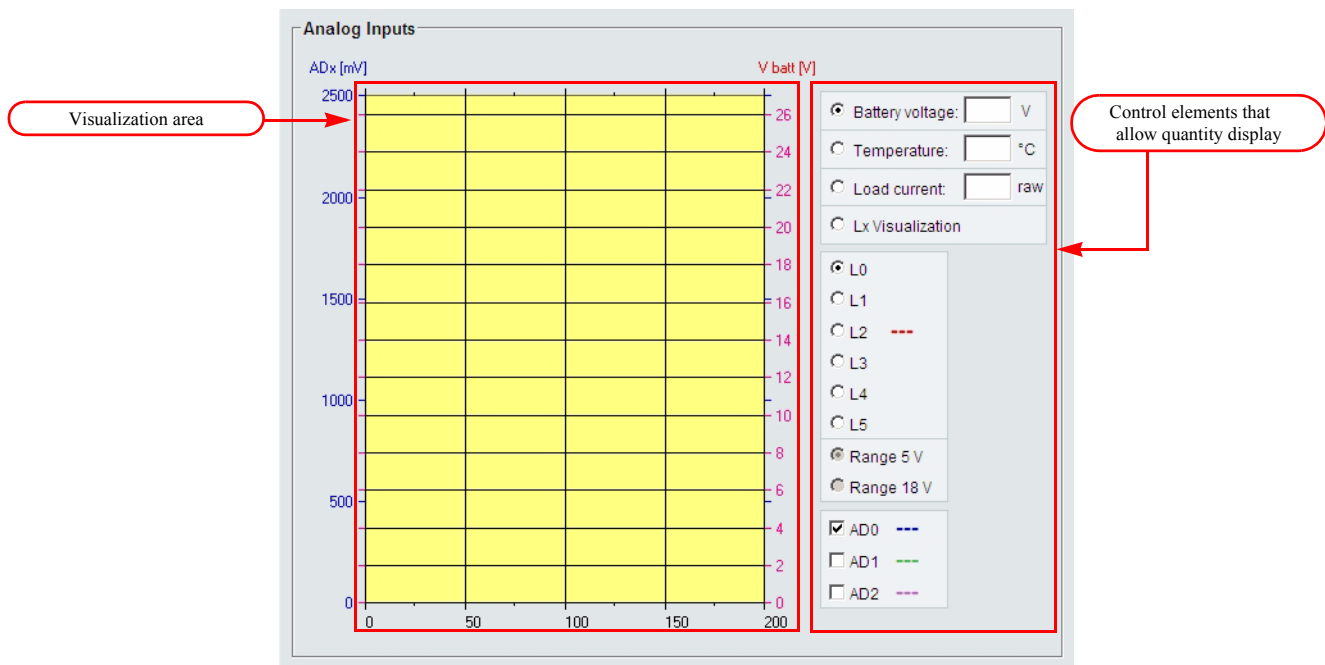 Analog Inputs
ADx [mV]
V batt [V]
2500
2000
1500
1000
500
0
26
24
22
20
18
16
14
12
10
8
6
4
2
0
0 50 100 150 200
Visualization area
Battery voltage: V
Temperature: °C
Load current: raw
Lx Visualization
L0
L1
L2 ---
L3
L4
L5
Range 5 V
Range 18 V
AD0 ---
AD1 ---
AD2 ---
Control elements that
allow quantity display